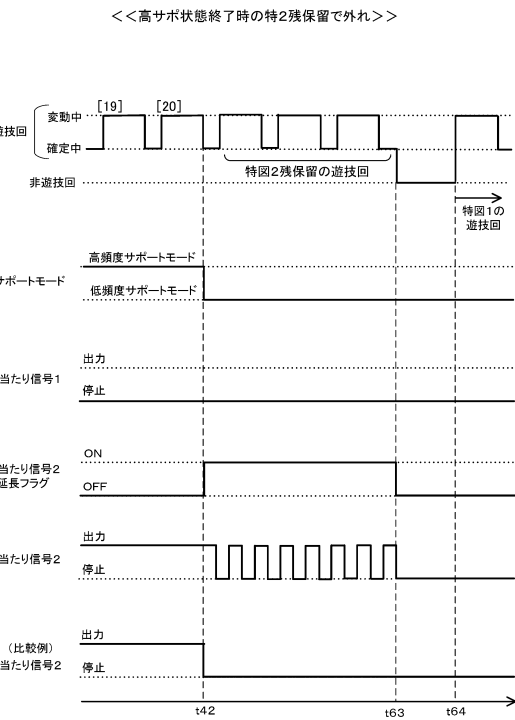 <<高サポ状態終了時の特2残保留で外れ>>
[19] [20]
変動中
遊技回
確定中
特図2残保留の遊技回
非遊技回
特図1の
遊技回
高頻度サポートモード
サポートモード
低頻度サポートモード
出力
当たり信号1
停止
ON
当たり信号2
延長フラグ
OFF
出力
当たり信号2
停止
出力
(比較例)
当たり信号2
停止
t42 t63 t64